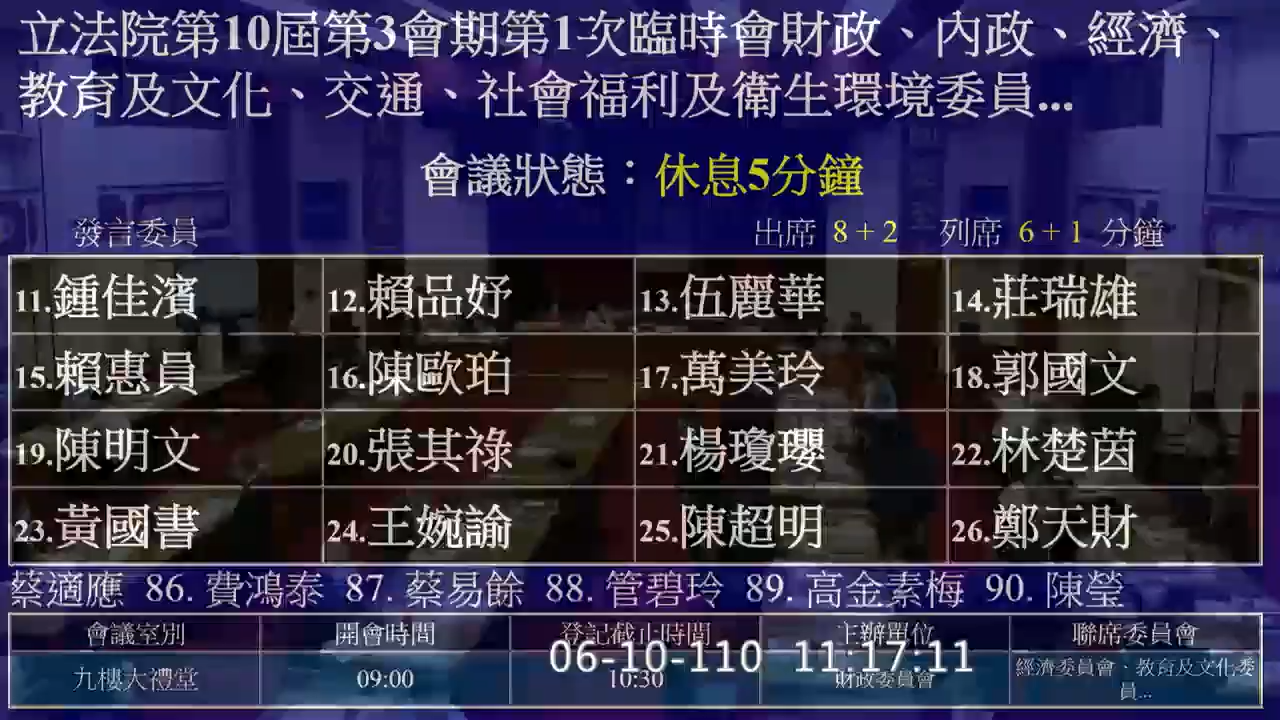 立法院第10屆第3會期第1次臨時會財政、內政、經濟、
教育及文化、交通、社會福利及衛生環境委員...
會議狀態：休息5分鐘
發言委員 出席 8 + 2 列席 6 + 1 分鐘
11.鍾佳濱 12.賴品妤 13.伍麗華 14.莊瑞雄
15.賴惠員 16.陳歐珀 17.萬美玲 18.郭國文
19.陳明文 20.張其祿 21.楊瓊瓔 22.林楚茵
23.黃國書 24.王婉諭 25.陳超明 26.鄭天財
蔡適應 86. 費鴻泰 87. 蔡易餘 88. 管碧玲 89. 高金素梅 90. 陳瑩
會議室別 開會時間 登記截止時間 主辦單位 聯席委員會
06-10-110 11:17:11
九樓大禮堂 09:00 10:30 財政委員會 經濟委員會、教育及文化委
員...